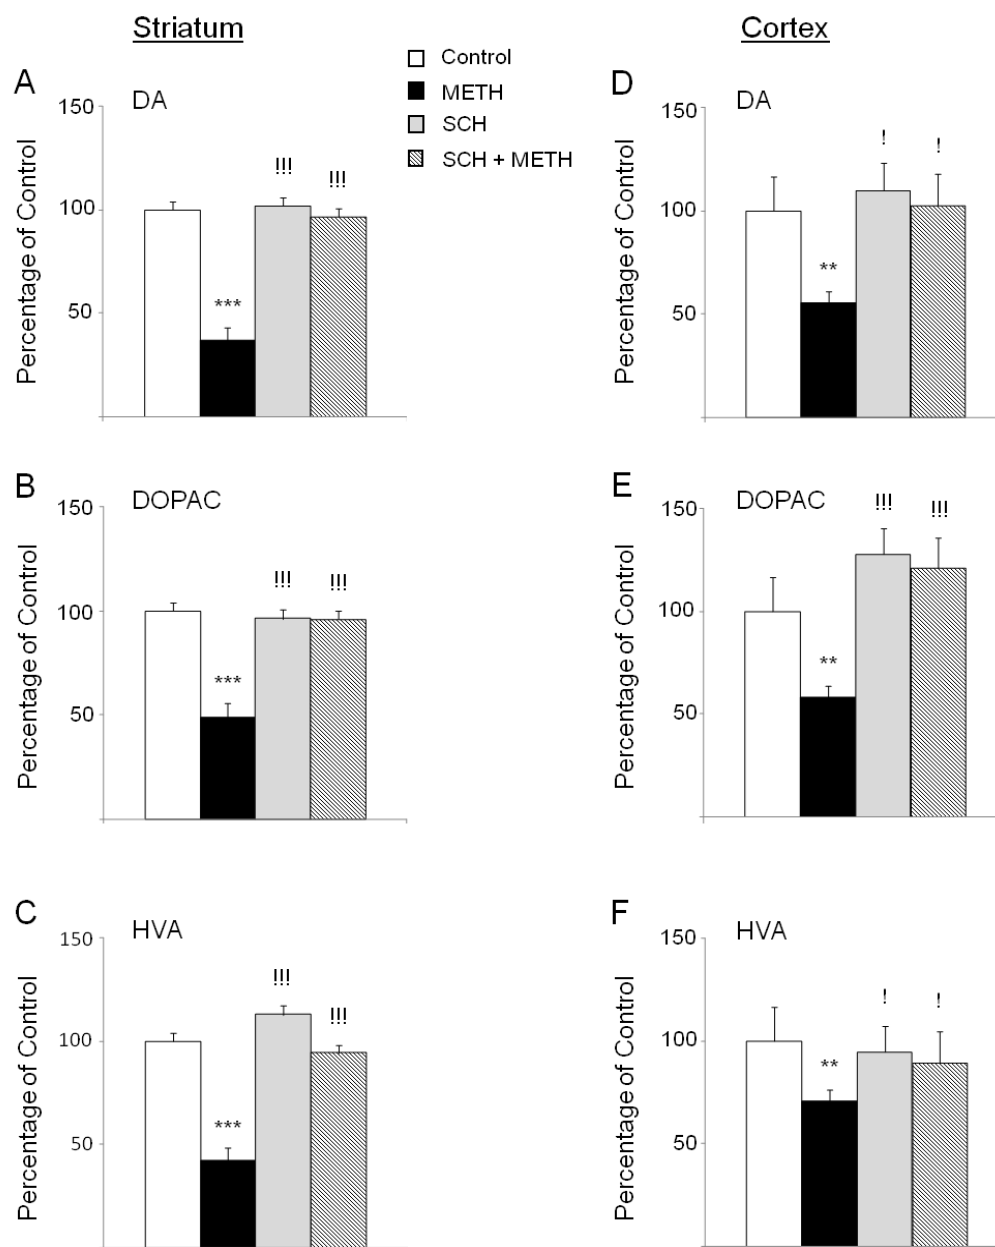 Striatum
Cortex
Control
METH
SCH
SCH + METH
A
DA
150
100
50
Percentage of Control
!!!
!!!
***
D
DA
150
100
50
Percentage of Control
!
!
**
B
DOPAC
150
100
50
Percentage of Control
!!!
!!!
***
E
DOPAC
150
100
50
Percentage of Control
!!!
!!!
**
C
HVA
150
100
50
Percentage of Control
!!!
!!!
***
F
HVA
150
100
50
Percentage of Control
!
!
**